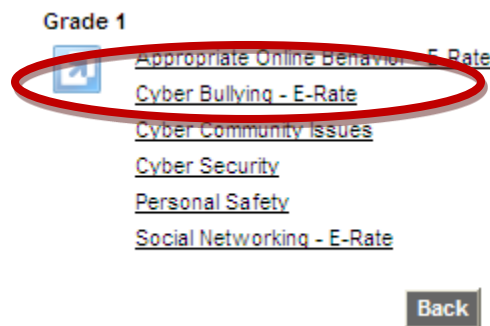 Grade 1
Appropriate Online Behavior - E-Rate
Cyber Bullying - E-Rate
Cyber Community Issues
Cyber Security
Personal Safety
Social Networking - E-Rate
Back